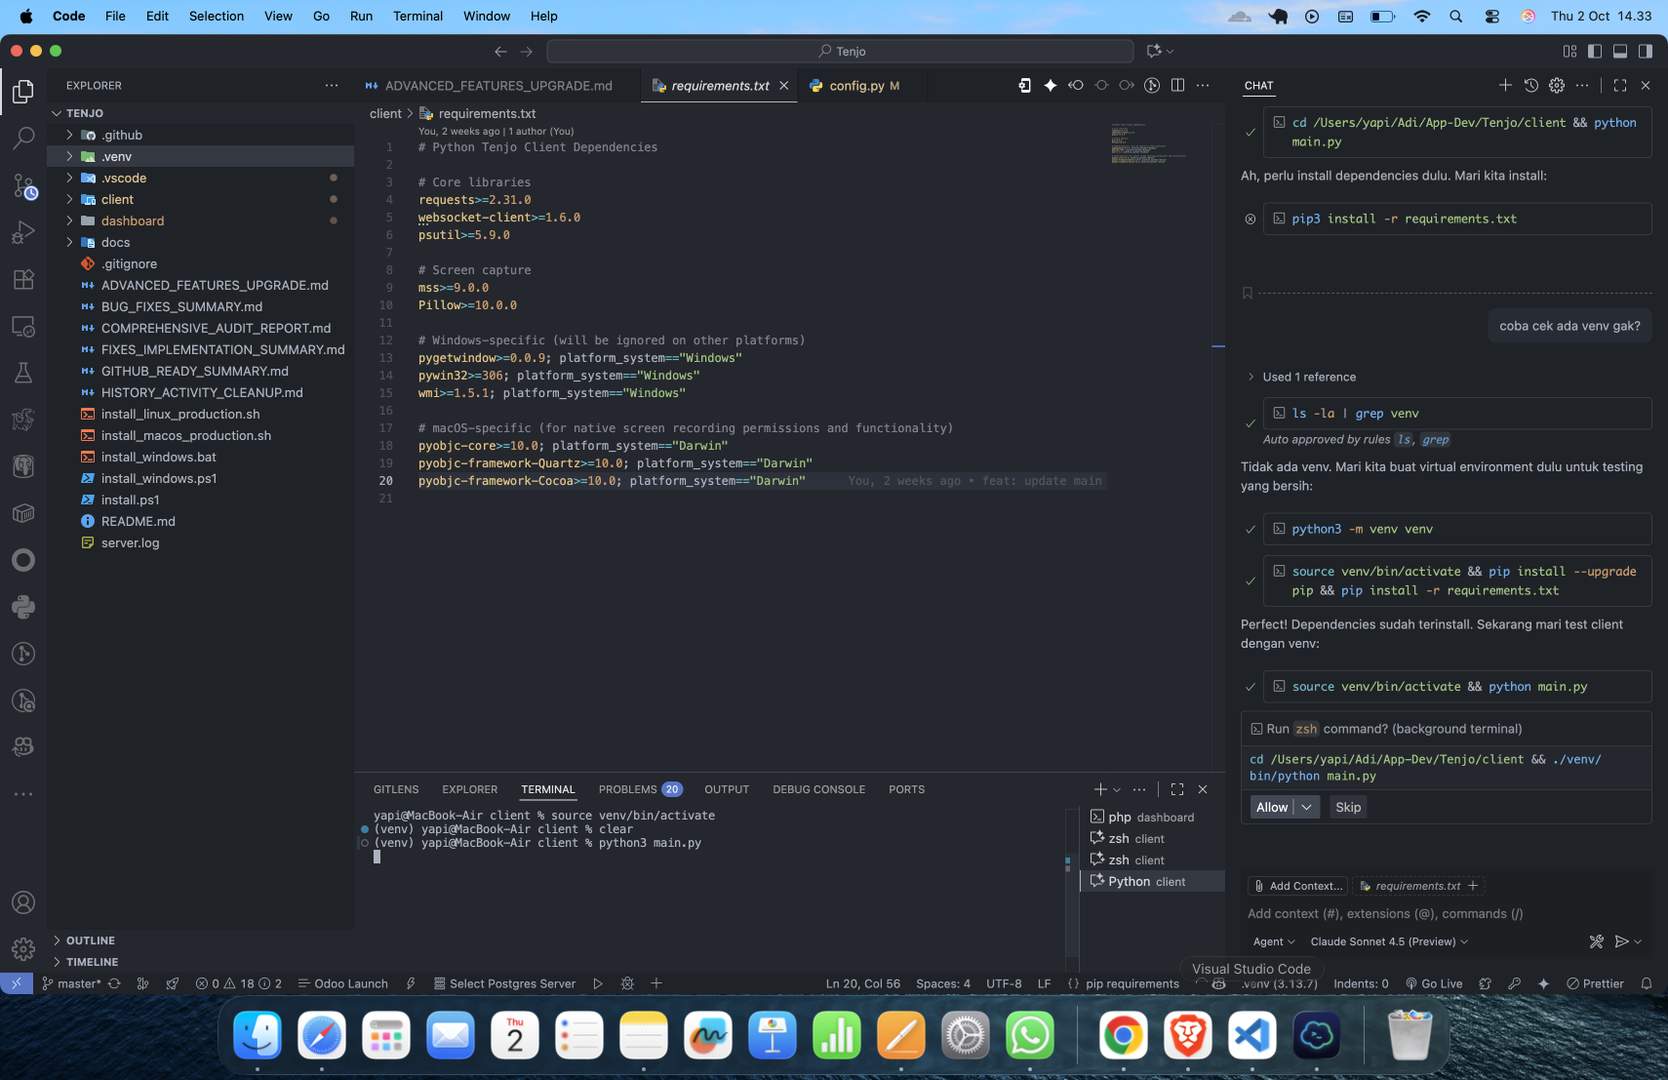 Code File Edit Selection View Go Run Terminal Window Help
Thu 2 Oct 14.33
Tenjo
EXPLORER
TENJO
.github
.venv
.vscode
client
dashboard
docs
.gitignore
ADVANCED_FEATURES_UPGRADE.md
BUG_FIXES_SUMMARY.md
COMPREHENSIVE_AUDIT_REPORT.md
FIXES_IMPLEMENTATION_SUMMARY.md
GITHUB_READY_SUMMARY.md
HISTORY_ACTIVITY_CLEANUP.md
install_linux_production.sh
install_macos_production.sh
install_windows.bat
install_windows.ps1
install.ps1
README.md
server.log
OUTLINE
TIMELINE
ADVANCED_FEATURES_UPGRADE.md requirements.txt config.py M
client > requirements.txt
You, 2 weeks ago | 1 author (You)
1 # Python Tenjo Client Dependencies
2
3 # Core libraries
4 requests>=2.31.0
5 websocket-client>=1.6.0
6 psutil>=5.9.0
7
8 # Screen capture
9 mss>=9.0.0
10 Pillow>=10.0.0
11
12 # Windows-specific (will be ignored on other platforms)
13 pygetwindow>=0.0.9; platform_system=="Windows"
14 pywin32>=306; platform_system=="Windows"
15 wmi>=1.5.1; platform_system=="Windows"
16
17 # macOS-specific (for native screen recording permissions and functionality)
18 pyobjc-core>=10.0; platform_system=="Darwin"
19 pyobjc-framework-Quartz>=10.0; platform_system=="Darwin"
20 pyobjc-framework-Cocoa>=10.0; platform_system=="Darwin" You, 2 weeks ago • feat: update main
21
GITLENS EXPLORER TERMINAL PROBLEMS 20 OUTPUT DEBUG CONSOLE PORTS
yapi@MacBook-Air client % source venv/bin/activate
(venv) yapi@MacBook-Air client % clear
(venv) yapi@MacBook-Air client % python3 main.py
php dashboard
zsh client
zsh client
Python client
CHAT
cd /Users/yapi/Adi/App-Dev/Tenjo/client && python
main.py
Ah, perlu install dependencies dulu. Mari kita install:
pip3 install -r requirements.txt
coba cek ada venv gak?
Used 1 reference
ls -la | grep venv
Auto approved by rules ls, grep
Tidak ada venv. Mari kita buat virtual environment dulu untuk testing
yang bersih:
python3 -m venv venv
source venv/bin/activate && pip install --upgrade
pip && pip install -r requirements.txt
Perfect! Dependencies sudah terinstall. Sekarang mari test client
dengan venv:
source venv/bin/activate && python main.py
Run zsh command? (background terminal)
cd /Users/yapi/Adi/App-Dev/Tenjo/client && ./venv/
bin/python main.py
Allow Skip
Add Context... requirements.txt
Add context (#), extensions (@), commands (/)
Agent Claude Sonnet 4.5 (Preview)
Visual Studio Code
master* 0 18 2 Odoo Launch Select Postgres Server Ln 20, Col 56 Spaces: 4 UTF-8 LF {} pip requirements .venv (3.13.7) Indents: 0 Go Live Prettier
Thu
2